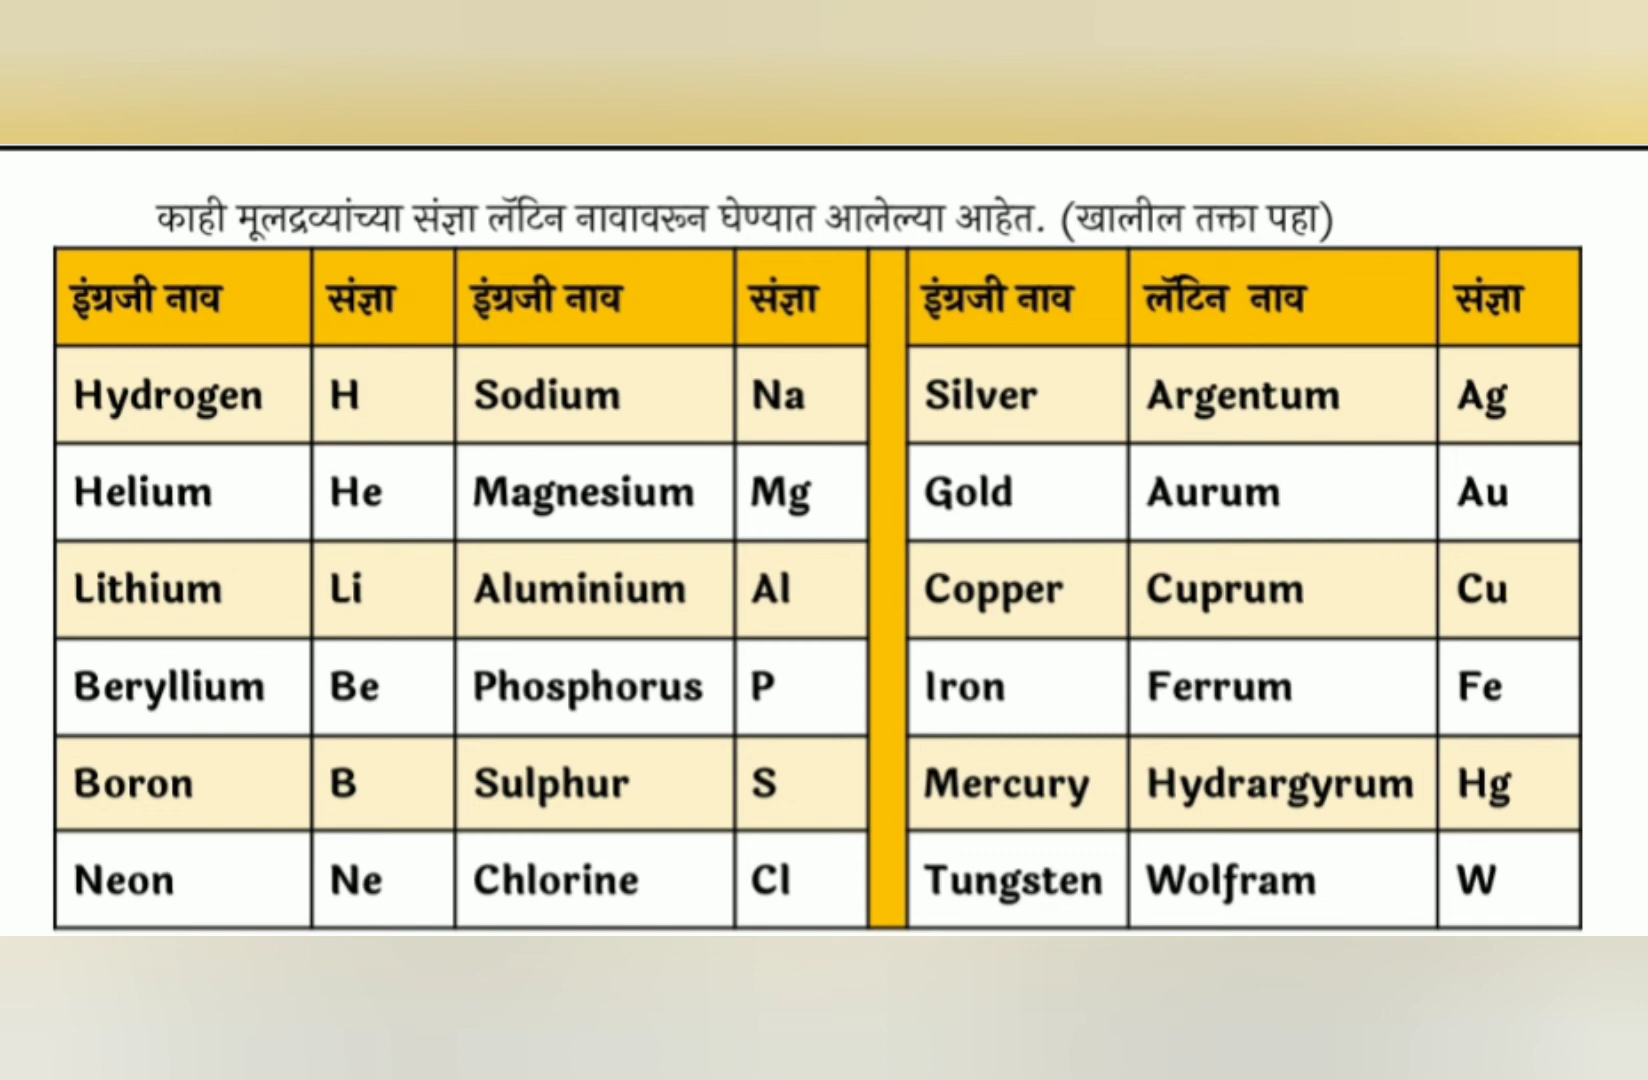 काही मूलद्रव्यांच्या संज्ञा लॅटिन नावावरून घेण्यात आलेल्या आहेत. (खालील तक्ता पहा)
इंग्रजी नाव संज्ञा इंग्रजी नाव संज्ञा इंग्रजी नाव लॅटिन नाव संज्ञा
Hydrogen H Sodium Na Silver Argentum Ag
Helium He Magnesium Mg Gold Aurum Au
Lithium Li Aluminium Al Copper Cuprum Cu
Beryllium Be Phosphorus P Iron Ferrum Fe
Boron B Sulphur S Mercury Hydrargyrum Hg
Neon Ne Chlorine Cl Tungsten Wolfram W